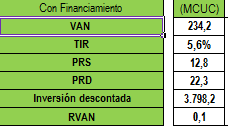 Con Financiamiento (MCUC)
VAN 234,2
TIR 5,6%
PRS 12,8
PRD 22,3
Inversión descontada 3.798,2
RVAN 0,1